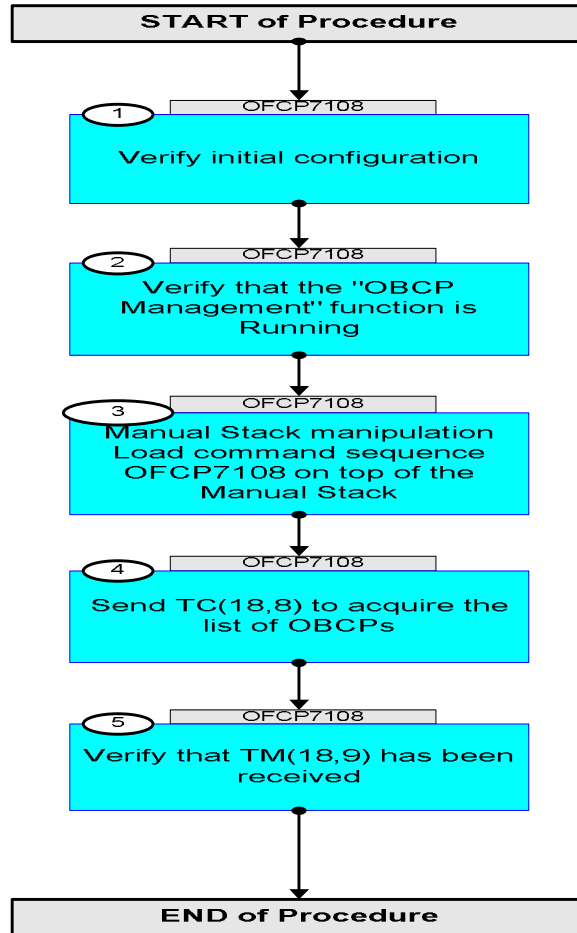 START of Procedure
OFCP7108
1
Verify initial configuration
OFCP7108
2
Verify that the "OBCP
Management" function is
Running
OFCP7108
3
Manual Stack manipulation
Load command sequence
OFCP7108 on top of the
Manual Stack
OFCP7108
4
Send TC(18,8) to acquire the
list of OBCPs
OFCP7108
5
Verify that TM(18,9) has been
received
END of Procedure